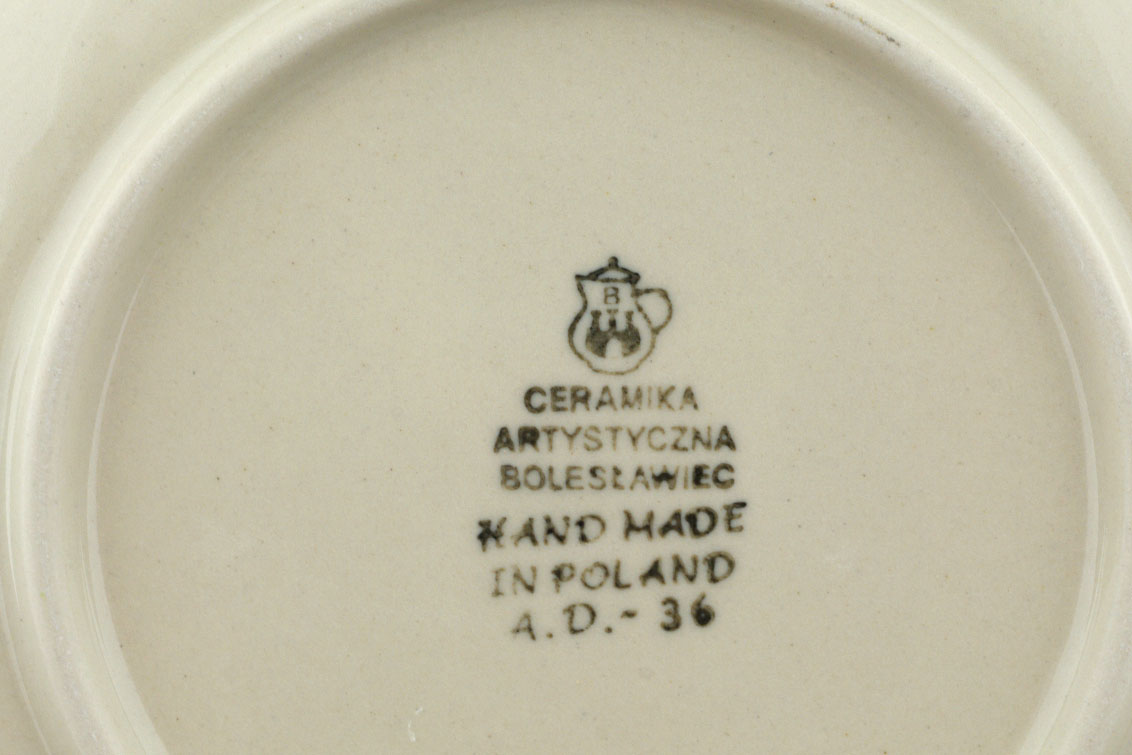 B
CERAMIKA
ARTYSTYCZNA
BOLESŁAWIEC
HAND MADE
IN POLAND
A.D.- 36